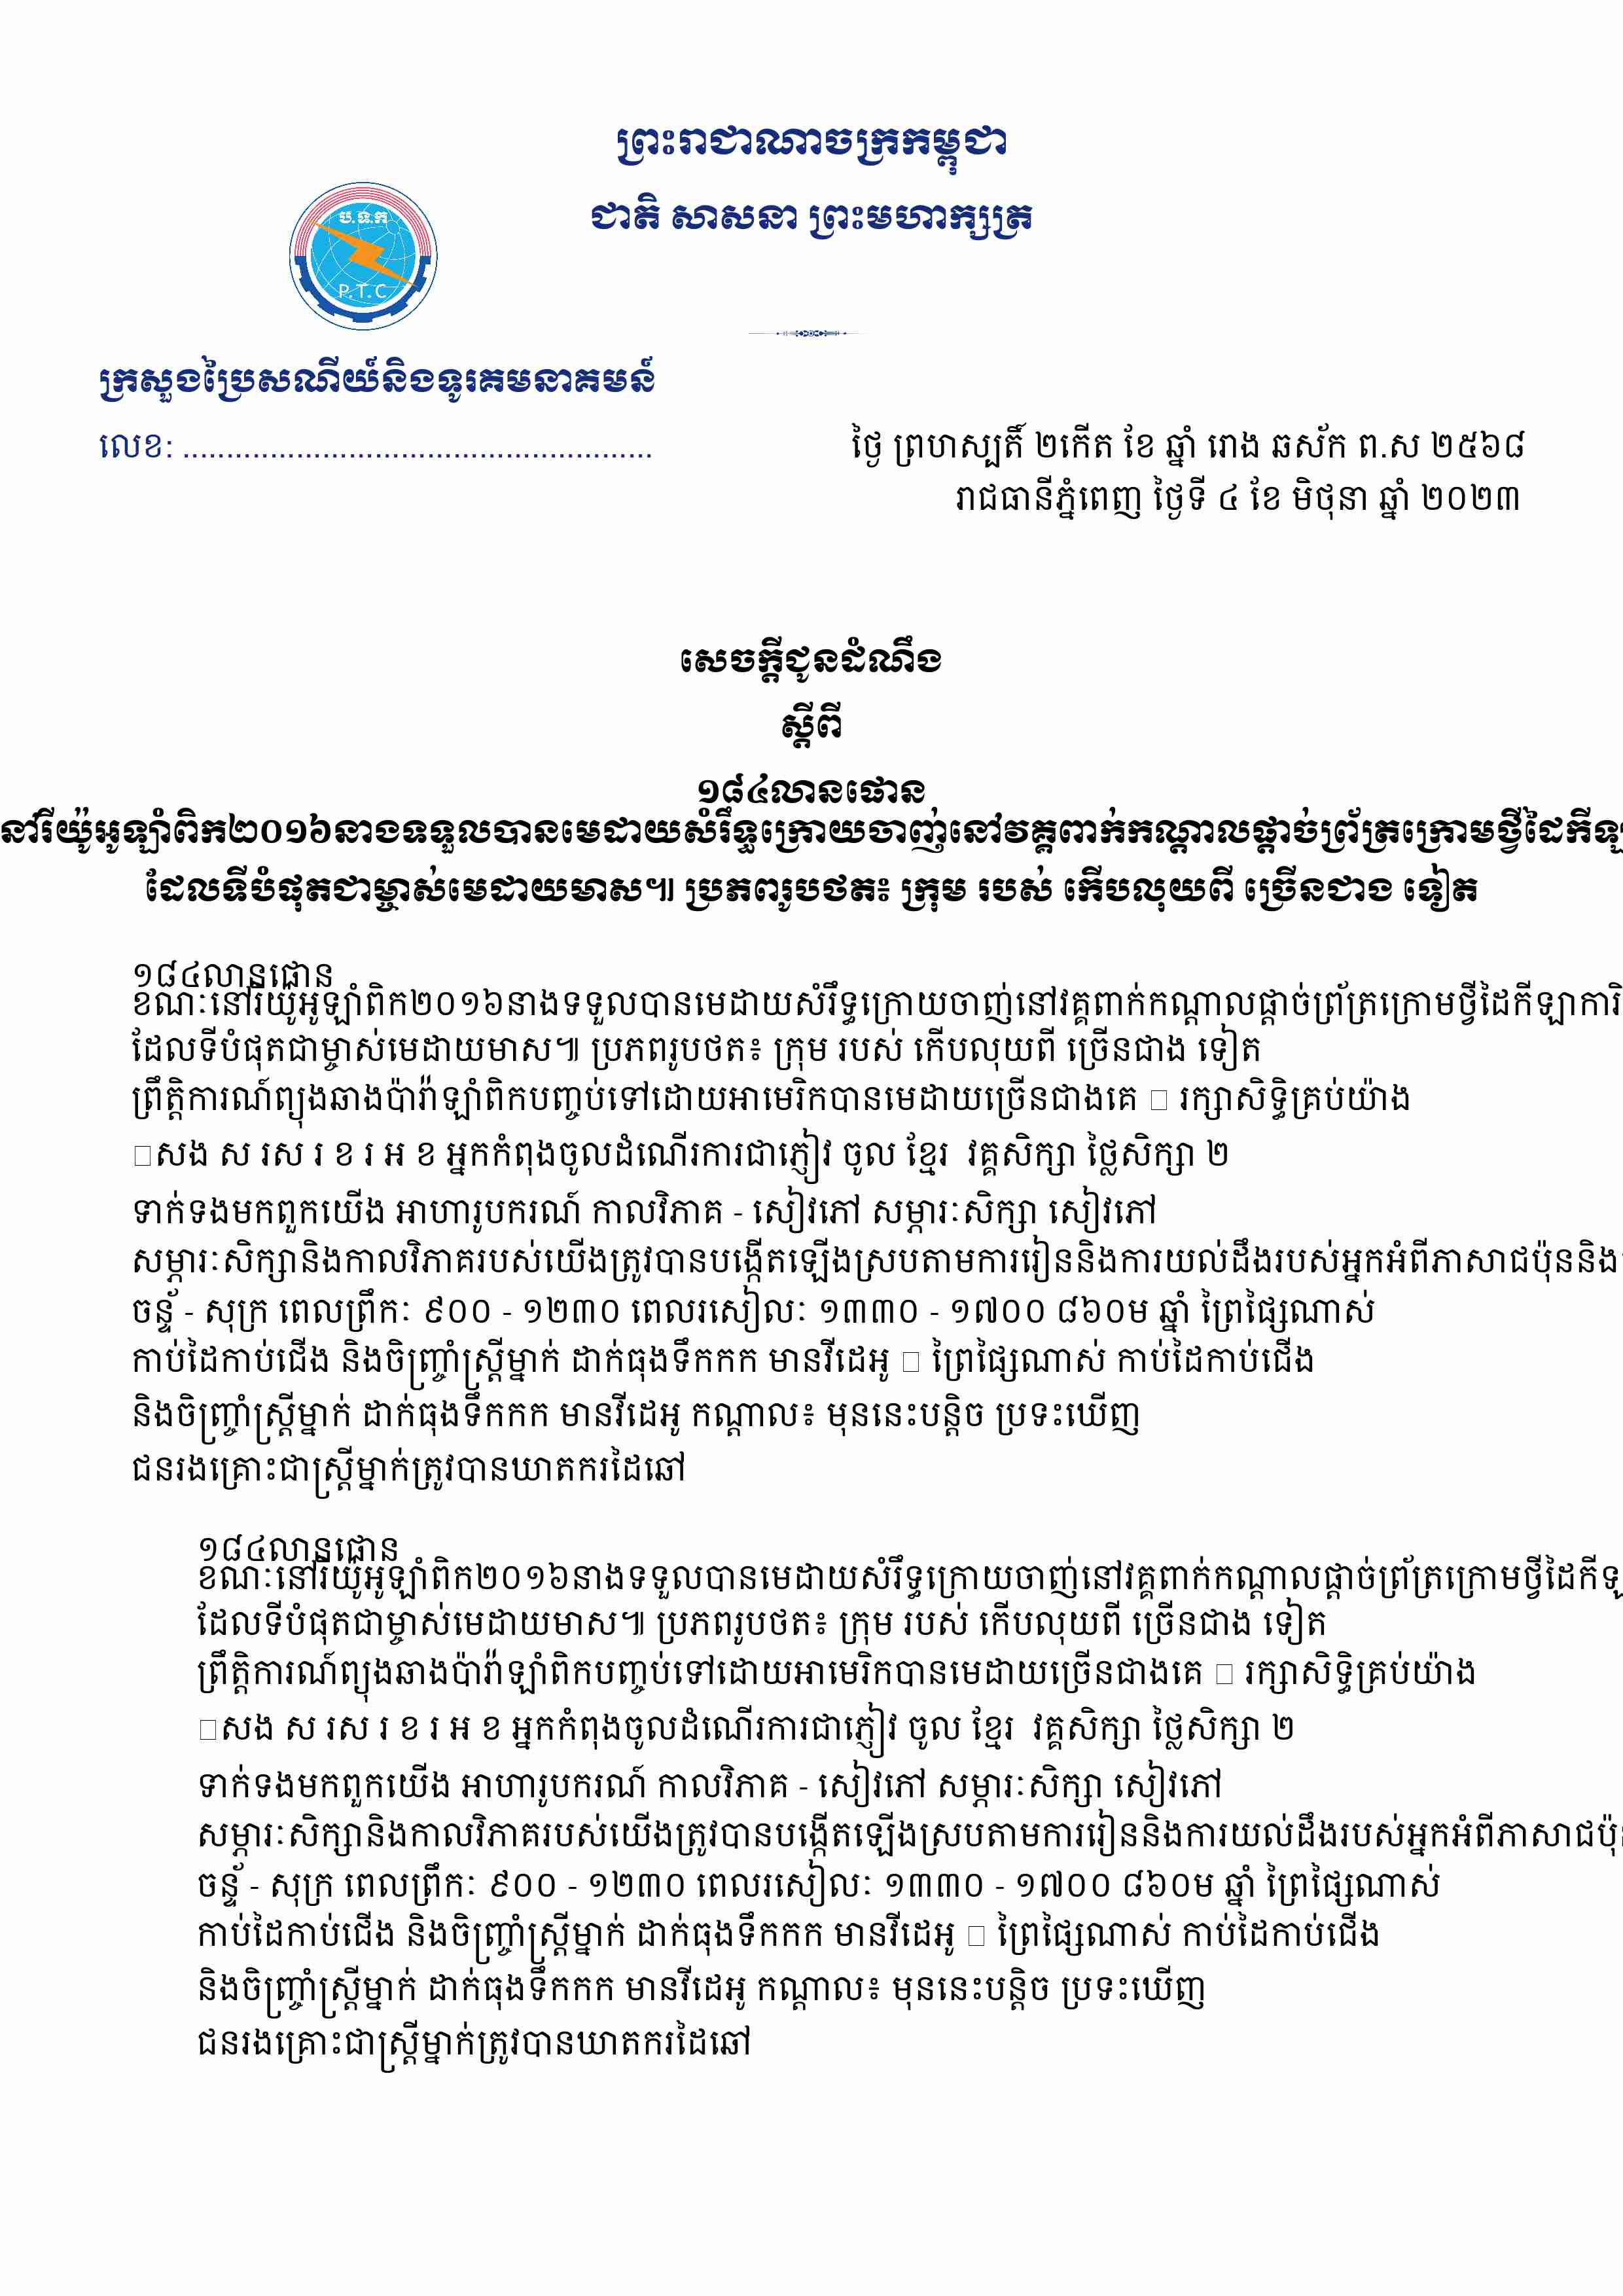 ព្រះរាជាណាចក្រកម្ពុជា
ជាតិ សាសនា ព្រះមហាក្សត្រ
ប.ទ.ក
P.T.C
ក្រសួងប្រៃសណីយ៍និងទូរគមនាគមន៍
លេខ: ......................................................
ថ្ងៃ ព្រហស្បតិ៍ ២កើត ខែ ឆ្នាំ រោង ឆស័ក ព.ស ២៥៦៨
រាជធានីភ្នំពេញ ថ្ងៃទី ៤ ខែ មិថុនា ឆ្នាំ ២០២៣
សេចក្តីជូនដំណឹង
ស្តីពី
១៨៤លានដោន
នៅរីយ៉ូអូឡាំពិក២០១៦នាងទទួលបានមេដាយសំរឹទ្ធក្រោយចាញ់នៅវគ្គពាក់កណ្តាលផ្តាច់ព្រ័ត្រក្រោមថ្វីដៃកីឡ
ដែលទីបំផុតជាម្ចាស់មេដាយមាស៕ ប្រភពរូបថត៖ ក្រុម របស់ កើបលុយពី ច្រើនជាង ទៀត
១៨៤លានដោន
ខណៈនៅរីយ៉ូអូឡាំពិក២០១៦នាងទទួលបានមេដាយសំរឹទ្ធក្រោយចាញ់នៅវគ្គពាក់កណ្តាលផ្តាច់ព្រ័ត្រក្រោមថ្វីដៃកីឡាការិ
ដែលទីបំផុតជាម្ចាស់មេដាយមាស៕ ប្រភពរូបថត៖ ក្រុម របស់ កើបលុយពី ច្រើនជាង ទៀត
ព្រឹត្តិការណ៍ព្យុងឆាងប៉ារ៉ាឡាំពិកបញ្ចប់ទៅដោយអាមេរិកបានមេដាយច្រើនជាងគេ រក្សាសិទ្ធិគ្រប់យ៉ាង
សង ស រស រ ខ រ អ ខ អ្នកកំពុងចូលដំណើរការជាភ្ញៀវ ចូល ខ្មែរ វគ្គសិក្សា ថ្លៃសិក្សា ២
ទាក់ទងមកពួកយើង អាហារូបករណ៍ កាលវិភាគ - សៀវភៅ សម្ភារៈសិក្សា សៀវភៅ
សម្ភារៈសិក្សានិងកាលវិភាគរបស់យើងត្រូវបានបង្កើតឡើងស្របតាមការរៀននិងការយល់ដឹងរបស់អ្នកអំពីភាសាជប៉ុននិង
ចន្ទ័ - សុក្រ ពេលព្រឹកៈ ៩០០ - ១២៣០ ពេលរសៀលៈ ១៣៣០ - ១៧០០ ៨៦០ម ឆ្នាំ ព្រៃផ្សៃណាស់
កាប់ដៃកាប់ជើង និងចិញ្ច្រាំស្ត្រីម្នាក់ ដាក់ធុងទឹកកក មានវីដេអូ ព្រៃផ្សៃណាស់ កាប់ដៃកាប់ជើង
និងចិញ្ច្រាំស្ត្រីម្នាក់ ដាក់ធុងទឹកកក មានវីដេអូ កណ្តាល៖ មុននេះបន្តិច ប្រទះឃើញ
ជនរងគ្រោះជាស្ត្រីម្នាក់ត្រូវបានឃាតករដៃឆៅ
១៨៤លានដោន
ខណៈនៅរីយ៉ូអូឡាំពិក២០១៦នាងទទួលបានមេដាយសំរឹទ្ធក្រោយចាញ់នៅវគ្គពាក់កណ្តាលផ្តាច់ព្រ័ត្រក្រោមថ្វីដៃកីឡ
ដែលទីបំផុតជាម្ចាស់មេដាយមាស៕ ប្រភពរូបថត៖ ក្រុម របស់ កើបលុយពី ច្រើនជាង ទៀត
ព្រឹត្តិការណ៍ព្យុងឆាងប៉ារ៉ាឡាំពិកបញ្ចប់ទៅដោយអាមេរិកបានមេដាយច្រើនជាងគេ រក្សាសិទ្ធិគ្រប់យ៉ាង
សង ស រស រ ខ រ អ ខ អ្នកកំពុងចូលដំណើរការជាភ្ញៀវ ចូល ខ្មែរ វគ្គសិក្សា ថ្លៃសិក្សា ២
ទាក់ទងមកពួកយើង អាហារូបករណ៍ កាលវិភាគ - សៀវភៅ សម្ភារៈសិក្សា សៀវភៅ
សម្ភារៈសិក្សានិងកាលវិភាគរបស់យើងត្រូវបានបង្កើតឡើងស្របតាមការរៀននិងការយល់ដឹងរបស់អ្នកអំពីភាសាជប៉ុ
ចន្ទ័ - សុក្រ ពេលព្រឹកៈ ៩០០ - ១២៣០ ពេលរសៀលៈ ១៣៣០ - ១៧០០ ៨៦០ម ឆ្នាំ ព្រៃផ្សៃណាស់
កាប់ដៃកាប់ជើង និងចិញ្ច្រាំស្ត្រីម្នាក់ ដាក់ធុងទឹកកក មានវីដេអូ ព្រៃផ្សៃណាស់ កាប់ដៃកាប់ជើង
និងចិញ្ច្រាំស្ត្រីម្នាក់ ដាក់ធុងទឹកកក មានវីដេអូ កណ្តាល៖ មុននេះបន្តិច ប្រទះឃើញ
ជនរងគ្រោះជាស្ត្រីម្នាក់ត្រូវបានឃាតករដៃឆៅ